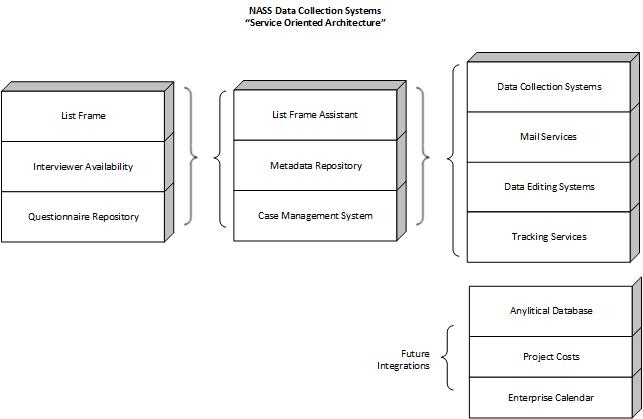 NASS Data Collection Systems
“Service Oriented Architecture”
List Frame
Interviewer Availability
Questionnaire Repository
List Frame Assistant
Metadata Repository
Case Management System
Data Collection Systems
Mail Services
Data Editing Systems
Tracking Services
Future
Integrations
Anylitical Database
Project Costs
Enterprise Calendar